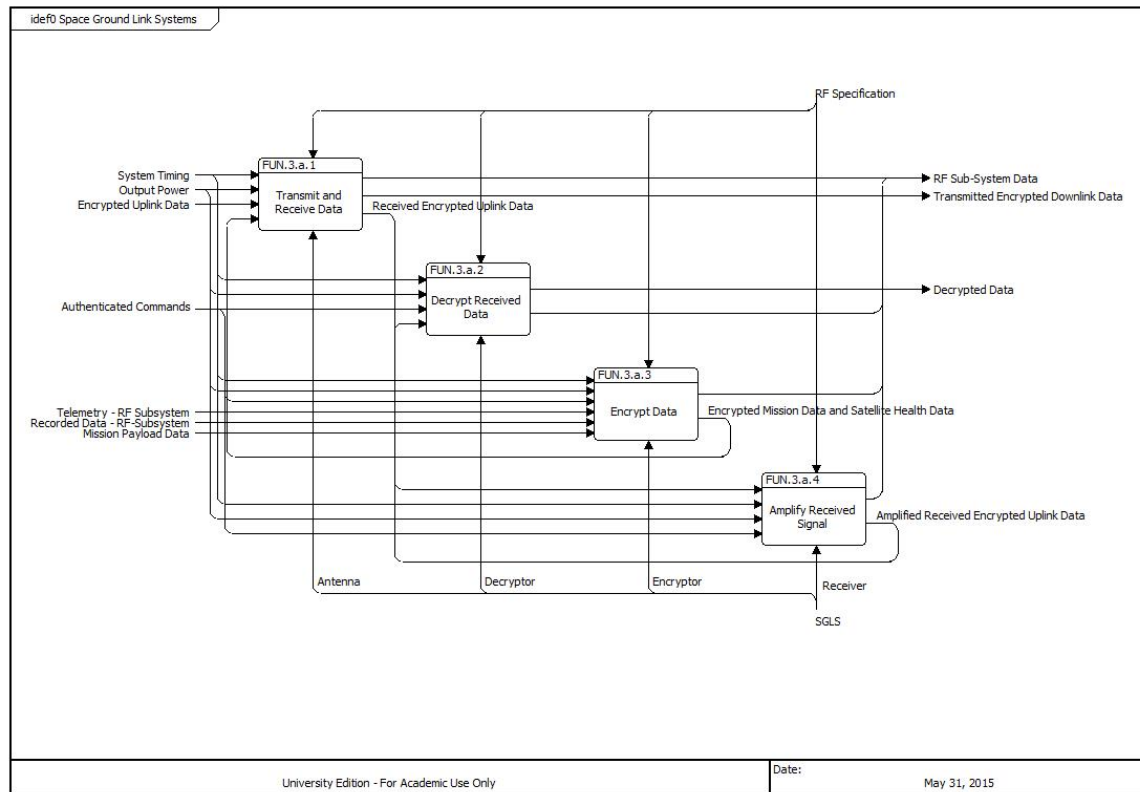 idef0 Space Ground Link Systems
RF Specification
FUN.3.a.1
Transmit and
Receive Data
System Timing
Output Power
Encrypted Uplink Data
RF Sub-System Data
Transmitted Encrypted Downlink Data
Received Encrypted Uplink Data
FUN.3.a.2
Decrypt Received
Data
Authenticated Commands
Decrypted Data
FUN.3.a.3
Encrypt Data
Telemetry - RF Subsystem
Recorded Data - RF-Subsystem
Mission Payload Data
Encrypted Mission Data and Satellite Health Data
FUN.3.a.4
Amplify Received
Signal
Amplified Received Encrypted Uplink Data
Antenna
Decryptor
Encryptor
Receiver
SGLS
University Edition - For Academic Use Only
Date:
May 31, 2015